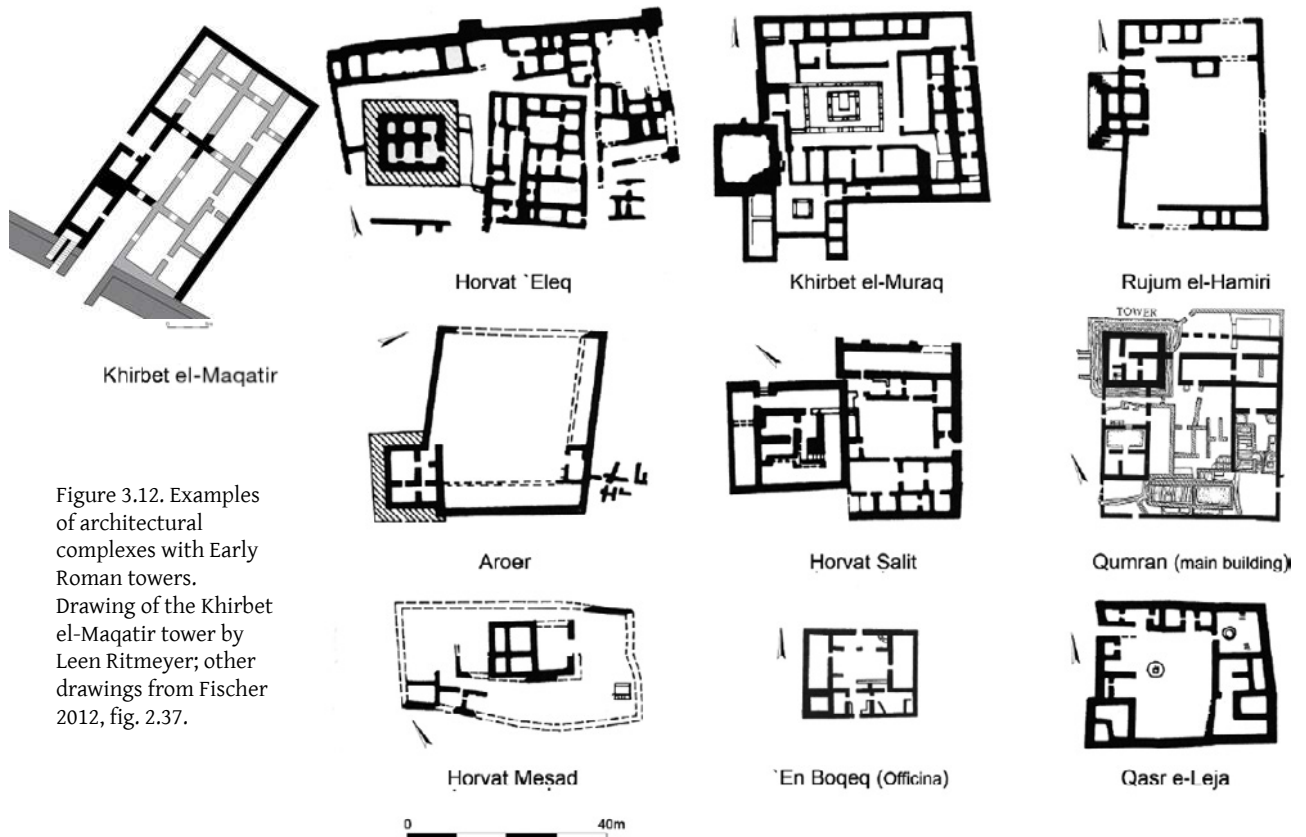 Horvat `Eleq
Khirbet el-Muraq
Rujum el-Hamiri
Khirbet el-Maqatir
TOWER
Aroer
Horvat Salit
Qumran (main building)
Figure 3.12. Examples
of architectural
complexes with Early
Roman towers.
Drawing of the Khirbet
el-Maqatir tower by
Leen Ritmeyer; other
drawings from Fischer
2012, fig. 2.37.
Horvat Meṣad
`En Boqeq (Officina)
Qasr e-Leja
0 40m